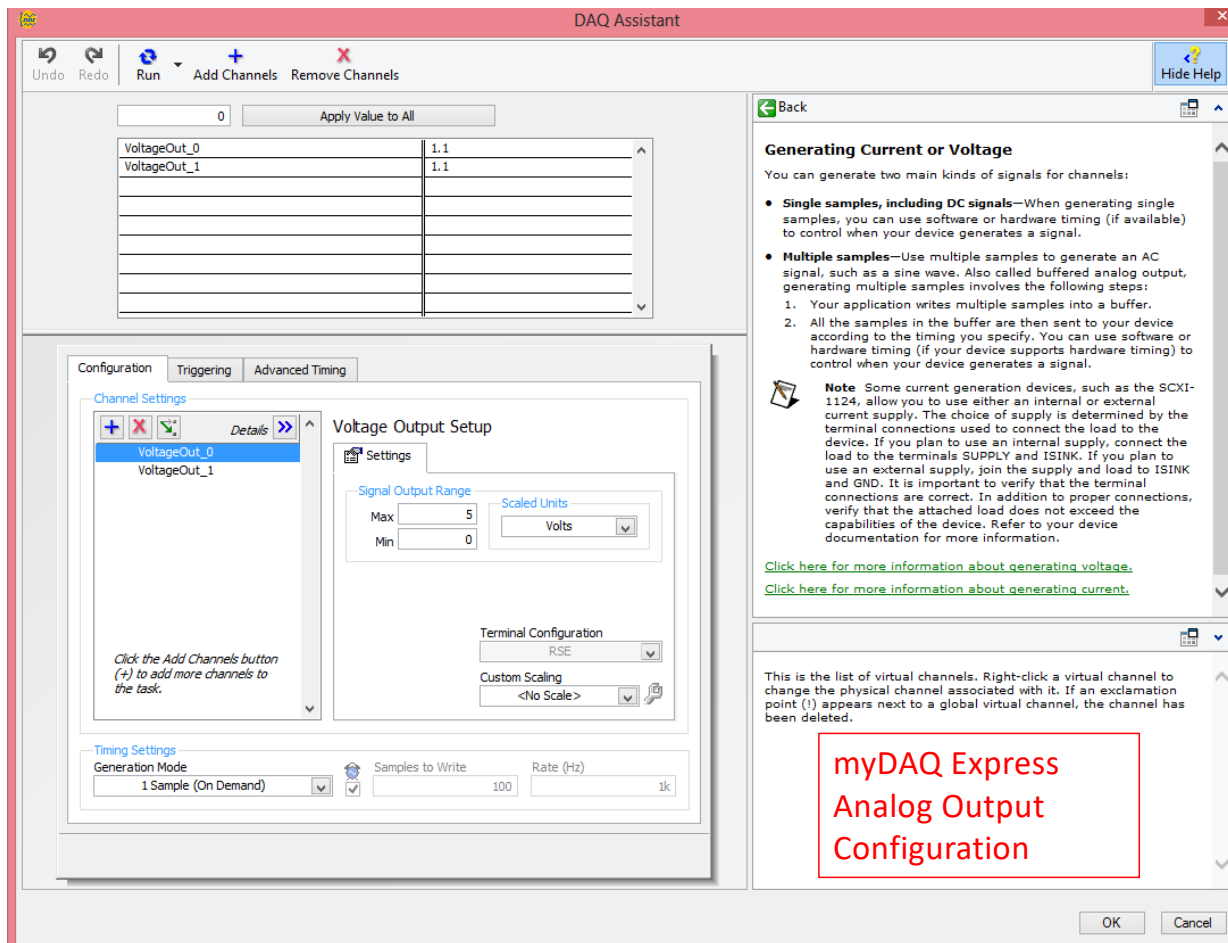 DAQ Assistant
Undo Redo Run Add Channels Remove Channels
Hide Help
0 Apply Value to All
VoltageOut_0 1.1
VoltageOut_1 1.1
Configuration Triggering Advanced Timing
Channel Settings
Details
VoltageOut_0
VoltageOut_1
Click the Add Channels button
(+) to add more channels to
the task.
Voltage Output Setup
Settings
Signal Output Range
Max 5
Min 0
Scaled Units
Volts
Terminal Configuration
RSE
Custom Scaling
<No Scale>
Timing Settings
Generation Mode Samples to Write Rate (Hz)
1 Sample (On Demand) 100 1k
Back
Generating Current or Voltage
You can generate two main kinds of signals for channels:
• Single samples, including DC signals—When generating single
samples, you can use software or hardware timing (if available)
to control when your device generates a signal.
• Multiple samples—Use multiple samples to generate an AC
signal, such as a sine wave. Also called buffered analog output,
generating multiple samples involves the following steps:
1. Your application writes multiple samples into a buffer.
2. All the samples in the buffer are then sent to your device
according to the timing you specify. You can use software or
hardware timing (if your device supports hardware timing) to
control when your device generates a signal.
Note Some current generation devices, such as the SCXI-
1124, allow you to use either an internal or external
current supply. The choice of supply is determined by the
terminal connections used to connect the load to the
device. If you plan to use an internal supply, connect the
load to the terminals SUPPLY and ISINK. If you plan to
use an external supply, join the supply and load to ISINK
and GND. It is important to verify that the terminal
connections are correct. In addition to proper connections,
verify that the attached load does not exceed the
capabilities of the device. Refer to your device
documentation for more information.
Click here for more information about generating voltage.
Click here for more information about generating current.
This is the list of virtual channels. Right-click a virtual channel to
change the physical channel associated with it. If an exclamation
point (!) appears next to a global virtual channel, the channel has
been deleted.
myDAQ Express
Analog Output
Configuration
OK Cancel